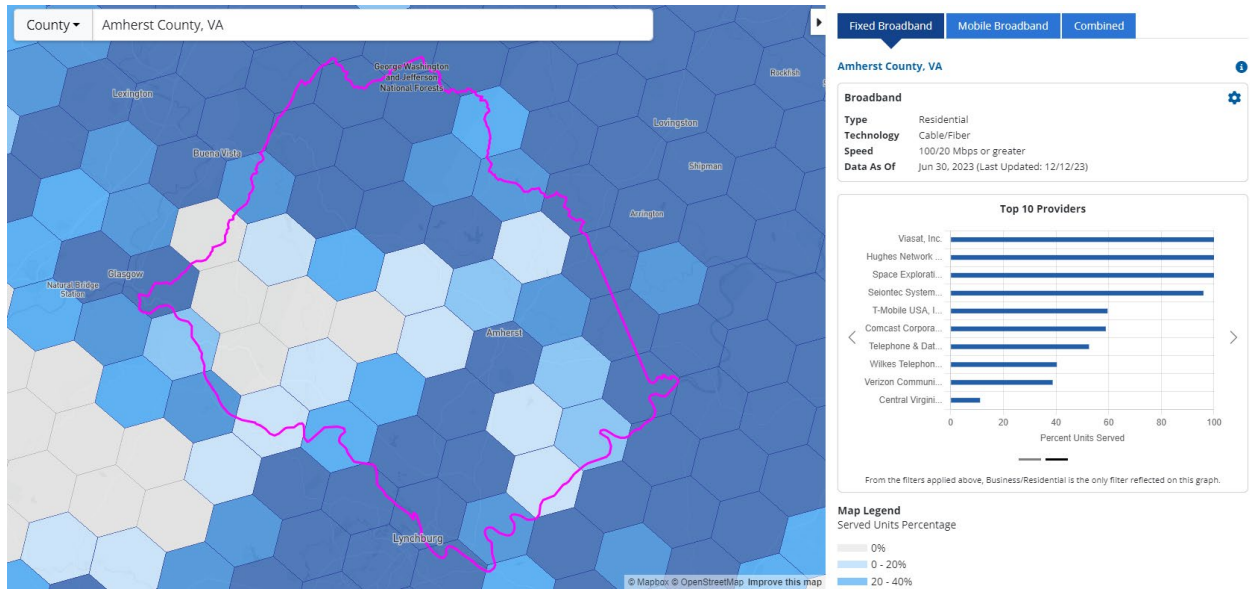 County
Amherst County, VA
George Washington
and Jefferson
National Forests
Rockfish
Lexington
Lovingston
Buena Vista
Shipman
Arrington
Glasgow
Natural Bridge
Station
Amherst
Lynchburg
© Mapbox © OpenStreetMap Improve this map
Fixed Broadband
Mobile Broadband
Combined
Amherst County, VA
Broadband
Type Residential
Technology Cable/Fiber
Speed 100/20 Mbps or greater
Data As Of Jun 30, 2023 (Last Updated: 12/12/23)
Top 10 Providers
Viasat, Inc.
Hughes Network ...
Space Explorati...
Seiontec System...
T-Mobile USA, I...
Comcast Corpora...
Telephone & Dat...
Wilkes Telephon...
Verizon Communi...
Central Virgini...
0 20 40 60 80 100
Percent Units Served
From the filters applied above, Business/Residential is the only filter reflected on this graph.
Map Legend
Served Units Percentage
0%
0 - 20%
20 - 40%